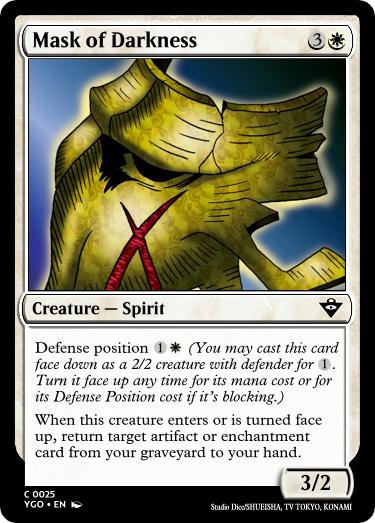 Mask of Darkness 3
Creature — Spirit
Defense position 1 (You may cast this card
face down as a 2/2 creature with defender for 1.
Turn it face up any time for its mana cost or for
its Defense Position cost if it's blocking.)
When this creature enters or is turned face
up, return target artifact or enchantment
card from your graveyard to your hand.
3/2
C 0025
YGO • EN
Studio Dice/SHUEISHA, TV TOKYO, KONAMI